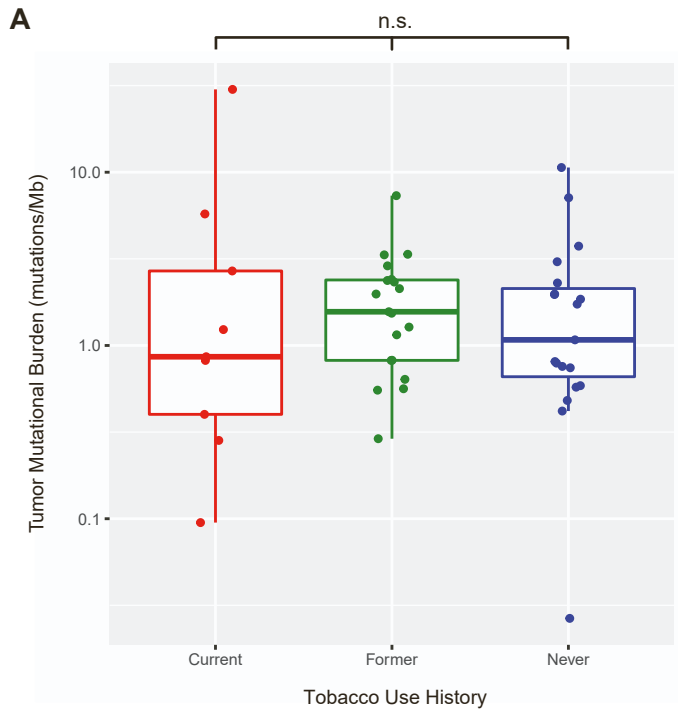 A
n.s.
Tumor Mutational Burden (mutations/Mb)
10.0
1.0
0.1
Current Former Never
Tobacco Use History